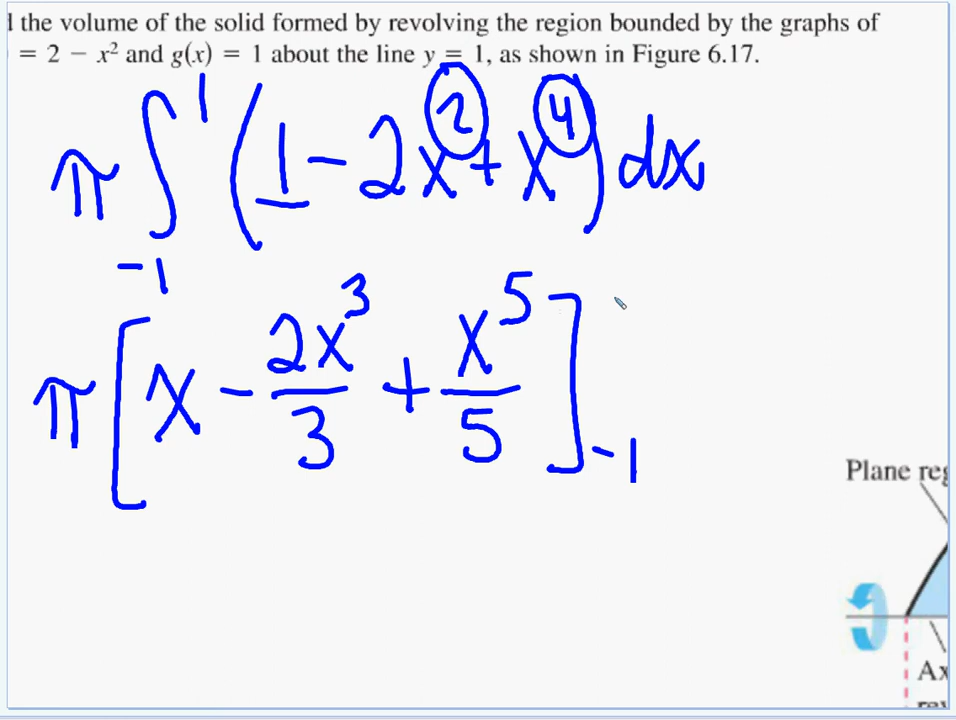 the volume of the solid formed by revolving the region bounded by the graphs of
= 2 − x² and g(x) = 1 about the line y = 1, as shown in Figure 6.17.
π ∫₋₁¹ (1 − 2x² + x⁴) dx
π [x − 2x³/3 + x⁵/5]₋₁
Plane
Ax